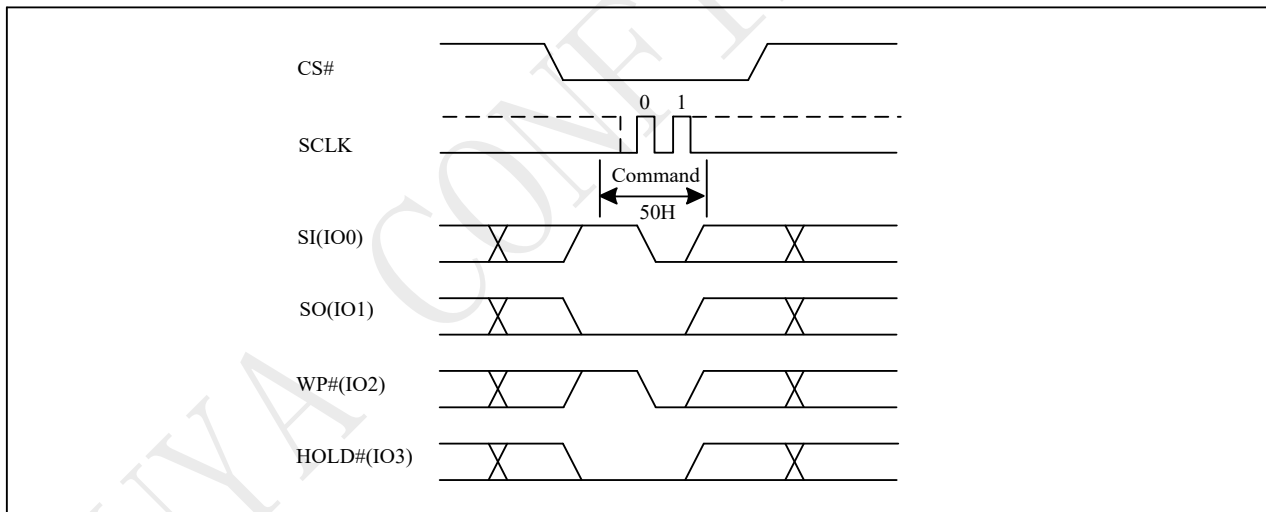 CS#
0 1
SCLK
Command
50H
SI(IO0)
SO(IO1)
WP#(IO2)
HOLD#(IO3)